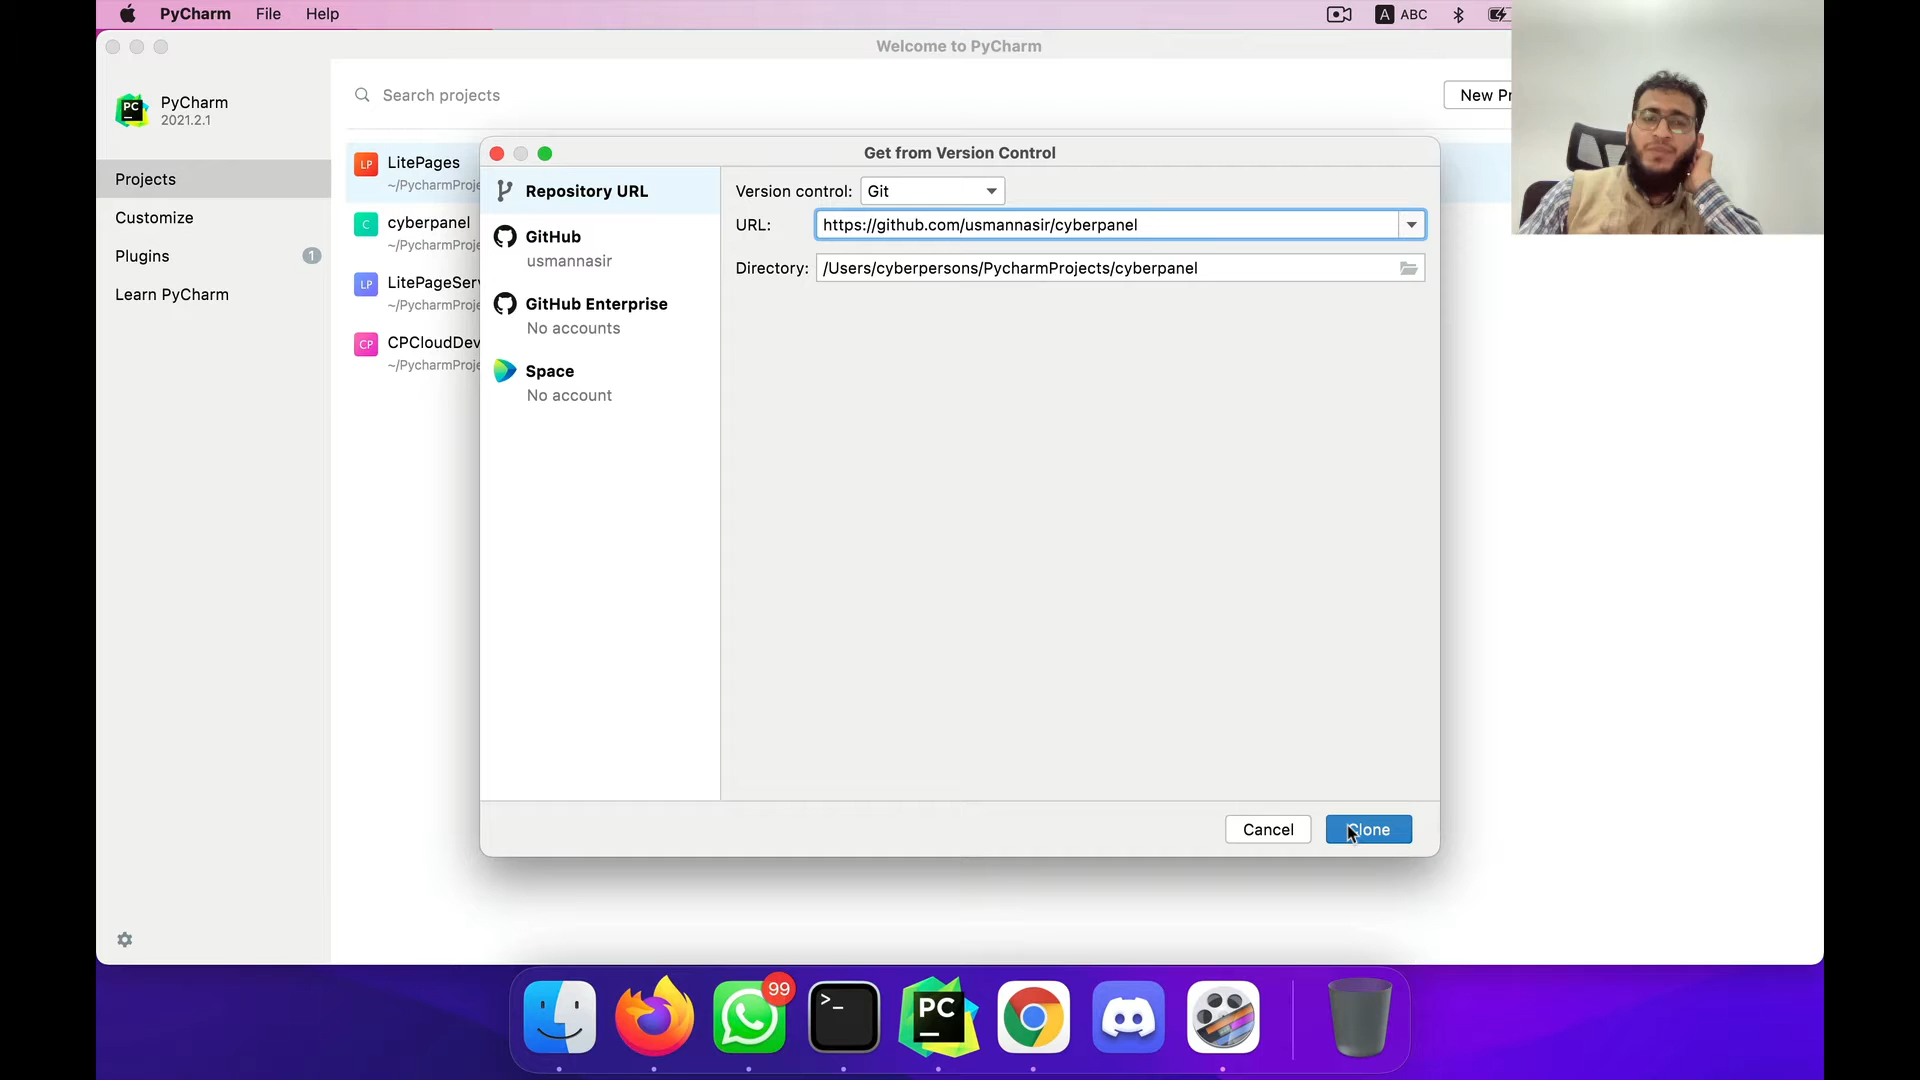 PyCharm File Help
A ABC
Welcome to PyCharm
PC
PyCharm
2021.2.1
Search projects
New Pr
Projects
Customize
Plugins 1
Learn PyCharm
LP LitePages
~/PycharmProje
C cyberpanel
~/PycharmProje
LP LitePageServ
~/PycharmProje
CP CPCloudDev
~/PycharmProje
Get from Version Control
Repository URL
GitHub
usmannasir
GitHub Enterprise
No accounts
Space
No account
Version control: Git
URL: https://github.com/usmannasir/cyberpanel
Directory: /Users/cyberpersons/PycharmProjects/cyberpanel
Cancel Clone
99
>_
PC